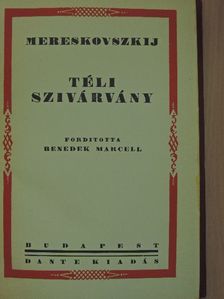 MERESKOVSZKIJ
TÉLI
SZIVÁRVÁNY
FORDITOTTA
BENEDEK MARCELL
BUDAPEST
DANTE KIADÁS